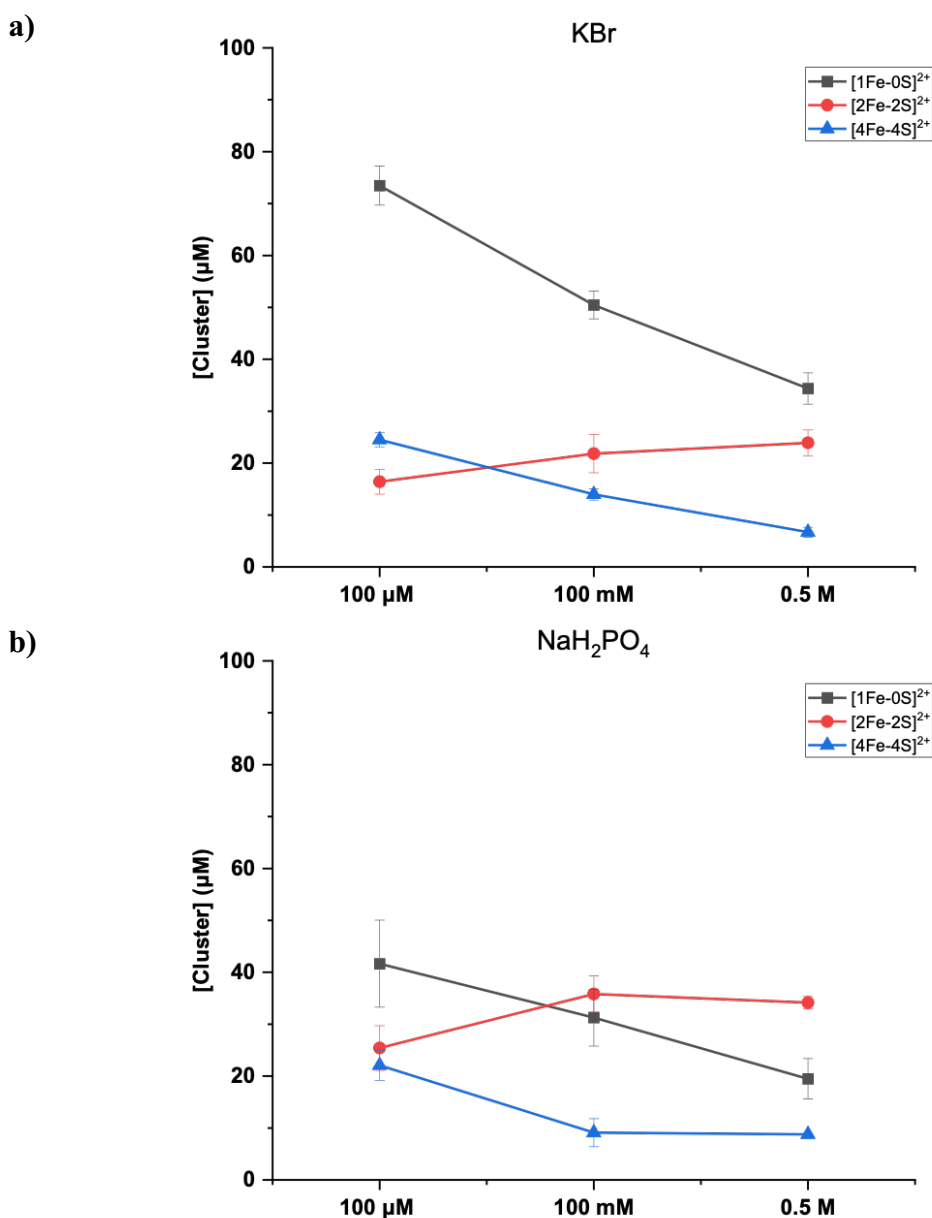 a)
KBr
[1Fe-0S]²⁺
[2Fe-2S]²⁺
[4Fe-4S]²⁺
[Cluster] (µM)
100
80
60
40
20
0
100 µM
100 mM
0.5 M
b)
NaH₂PO₄
[1Fe-0S]²⁺
[2Fe-2S]²⁺
[4Fe-4S]²⁺
[Cluster] (µM)
100
80
60
40
20
0
100 µM
100 mM
0.5 M